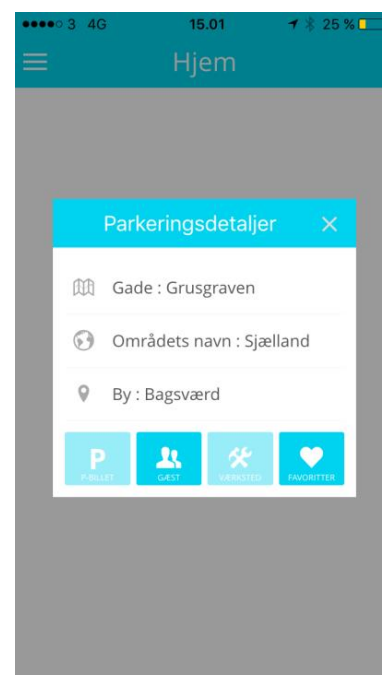 3 4G 15.01 25 %
Hjem
Parkeringsdetaljer
Gade : Grusgraven
Områdets navn : Sjælland
By : Bagsværd
P
P-BILLET GÆST VÆRKSTED FAVORITTER